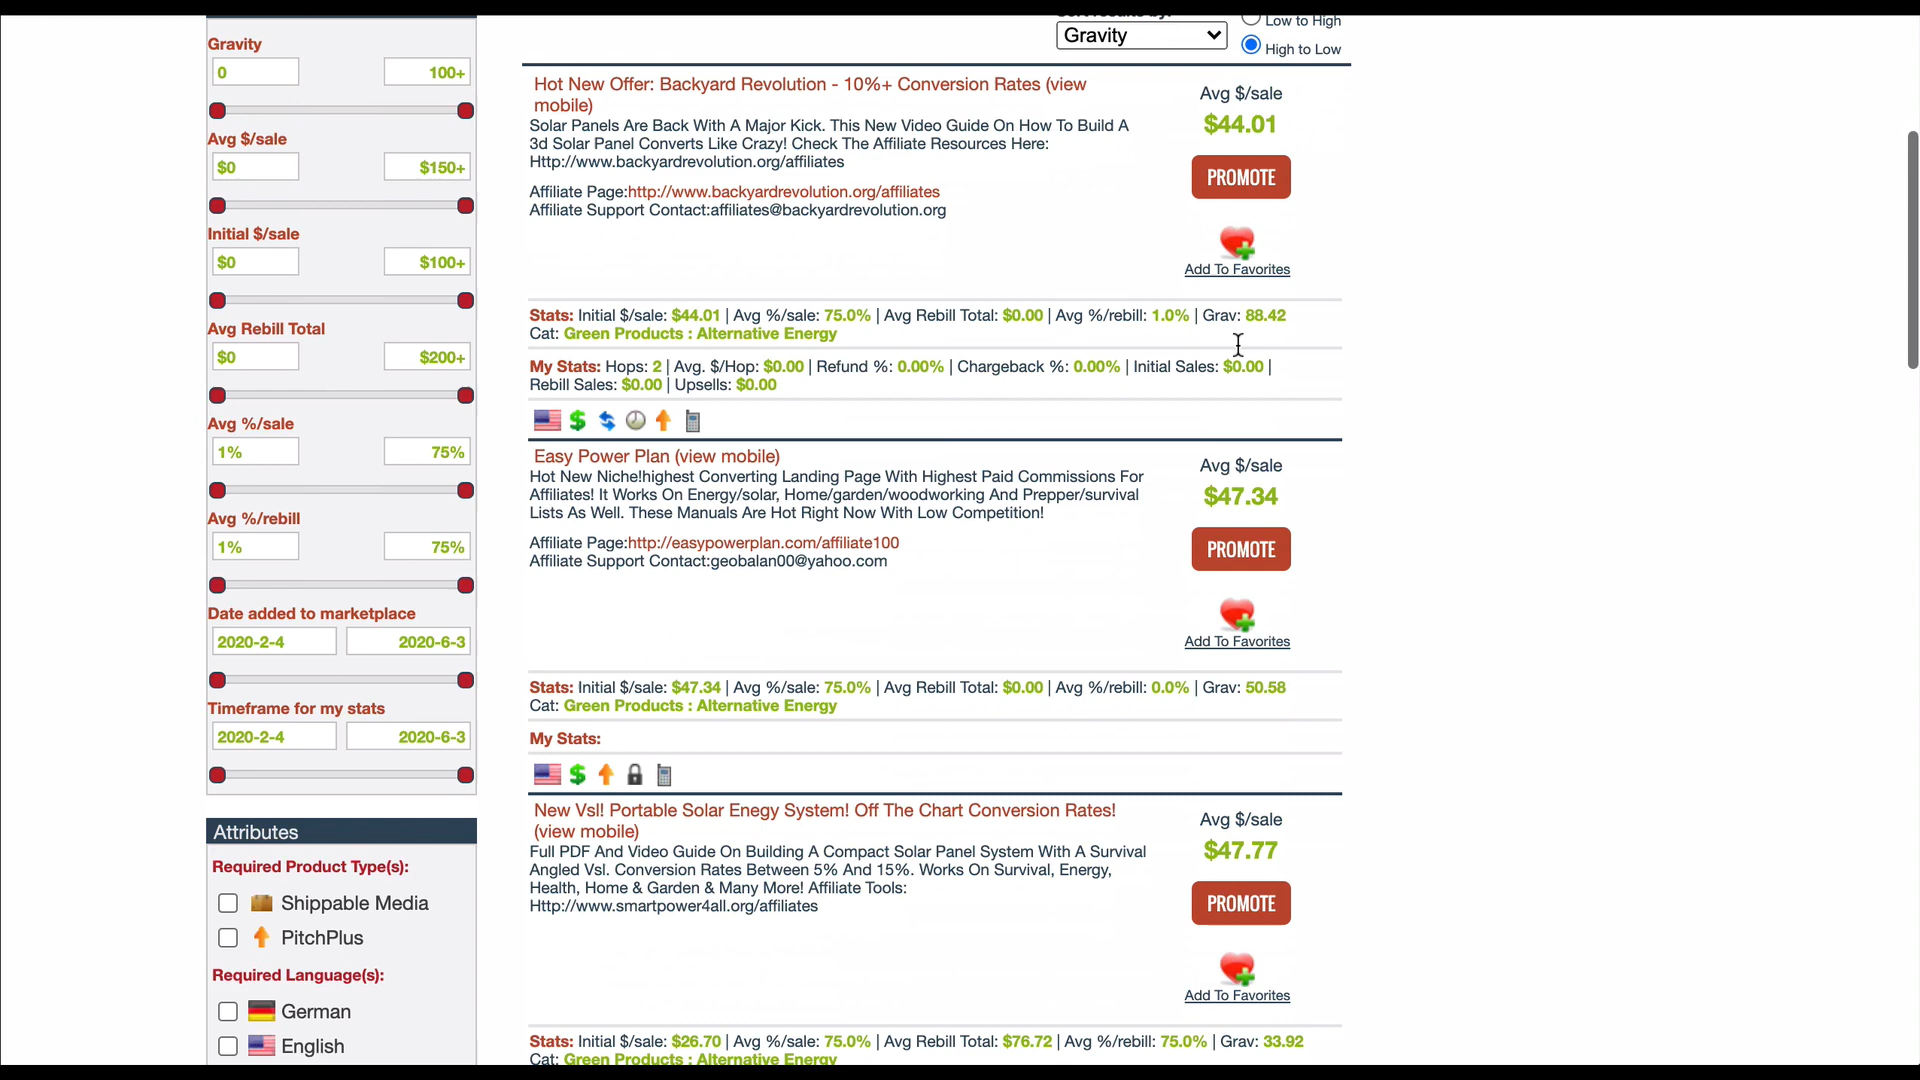 Low to High
Gravity
High to Low
Gravity
0
100+
Avg $/sale
$0
$150+
Initial $/sale
$0
$100+
Avg Rebill Total
$0
$200+
Avg %/sale
1%
75%
Avg %/rebill
1%
75%
Date added to marketplace
2020-2-4
2020-6-3
Timeframe for my stats
2020-2-4
2020-6-3
Attributes
Required Product Type(s):
Shippable Media
PitchPlus
Required Language(s):
German
English
Hot New Offer: Backyard Revolution - 10%+ Conversion Rates (view
mobile)
Solar Panels Are Back With A Major Kick. This New Video Guide On How To Build A
3d Solar Panel Converts Like Crazy! Check The Affiliate Resources Here:
Http://www.backyardrevolution.org/affiliates
Affiliate Page:http://www.backyardrevolution.org/affiliates
Affiliate Support Contact:affiliates@backyardrevolution.org
Avg $/sale
$44.01
PROMOTE
Add To Favorites
Stats: Initial $/sale: $44.01 | Avg %/sale: 75.0% | Avg Rebill Total: $0.00 | Avg %/rebill: 1.0% | Grav: 88.42
Cat: Green Products : Alternative Energy
My Stats: Hops: 2 | Avg. $/Hop: $0.00 | Refund %: 0.00% | Chargeback %: 0.00% | Initial Sales: $0.00 |
Rebill Sales: $0.00 | Upsells: $0.00
Easy Power Plan (view mobile)
Hot New Niche!highest Converting Landing Page With Highest Paid Commissions For
Affiliates! It Works On Energy/solar, Home/garden/woodworking And Prepper/survival
Lists As Well. These Manuals Are Hot Right Now With Low Competition!
Affiliate Page:http://easypowerplan.com/affiliate100
Affiliate Support Contact:geobalan00@yahoo.com
Avg $/sale
$47.34
PROMOTE
Add To Favorites
Stats: Initial $/sale: $47.34 | Avg %/sale: 75.0% | Avg Rebill Total: $0.00 | Avg %/rebill: 0.0% | Grav: 50.58
Cat: Green Products : Alternative Energy
My Stats:
New Vsl! Portable Solar Enegy System! Off The Chart Conversion Rates!
(view mobile)
Full PDF And Video Guide On Building A Compact Solar Panel System With A Survival
Angled Vsl. Conversion Rates Between 5% And 15%. Works On Survival, Energy,
Health, Home & Garden & Many More! Affiliate Tools:
Http://www.smartpower4all.org/affiliates
Avg $/sale
$47.77
PROMOTE
Add To Favorites
Stats: Initial $/sale: $26.70 | Avg %/sale: 75.0% | Avg Rebill Total: $76.72 | Avg %/rebill: 75.0% | Grav: 33.92
Cat: Green Products : Alternative Energy